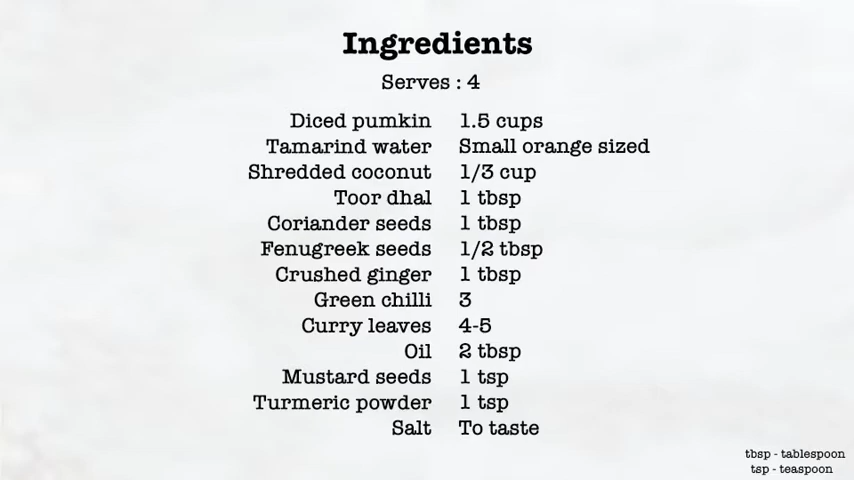 Ingredients
Serves : 4
Diced pumkin 1.5 cups
Tamarind water Small orange sized
Shredded coconut 1/3 cup
Toor dhal 1 tbsp
Coriander seeds 1 tbsp
Fenugreek seeds 1/2 tbsp
Crushed ginger 1 tbsp
Green chilli 3
Curry leaves 4-5
Oil 2 tbsp
Mustard seeds 1 tsp
Turmeric powder 1 tsp
Salt To taste
tbsp - tablespoon
tsp - teaspoon